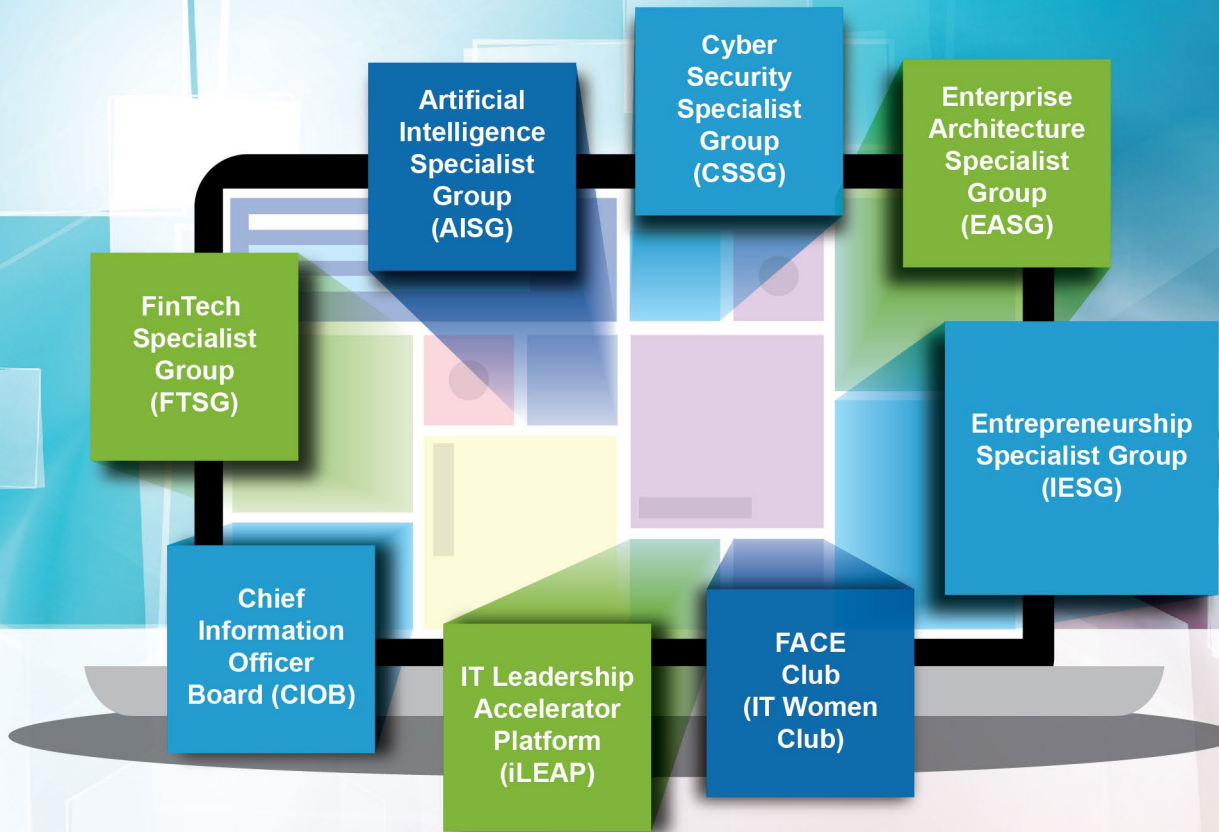 Cyber
Security
Specialist
Group
(CSSG)
Artificial
Intelligence
Specialist
Group
(AISG)
Enterprise
Architecture
Specialist
Group
(EASG)
FinTech
Specialist
Group
(FTSG)
Entrepreneurship
Specialist Group
(IESG)
Chief
Information
Officer
Board (CIOB)
IT Leadership
Accelerator
Platform
(iLEAP)
FACE
Club
(IT Women
Club)